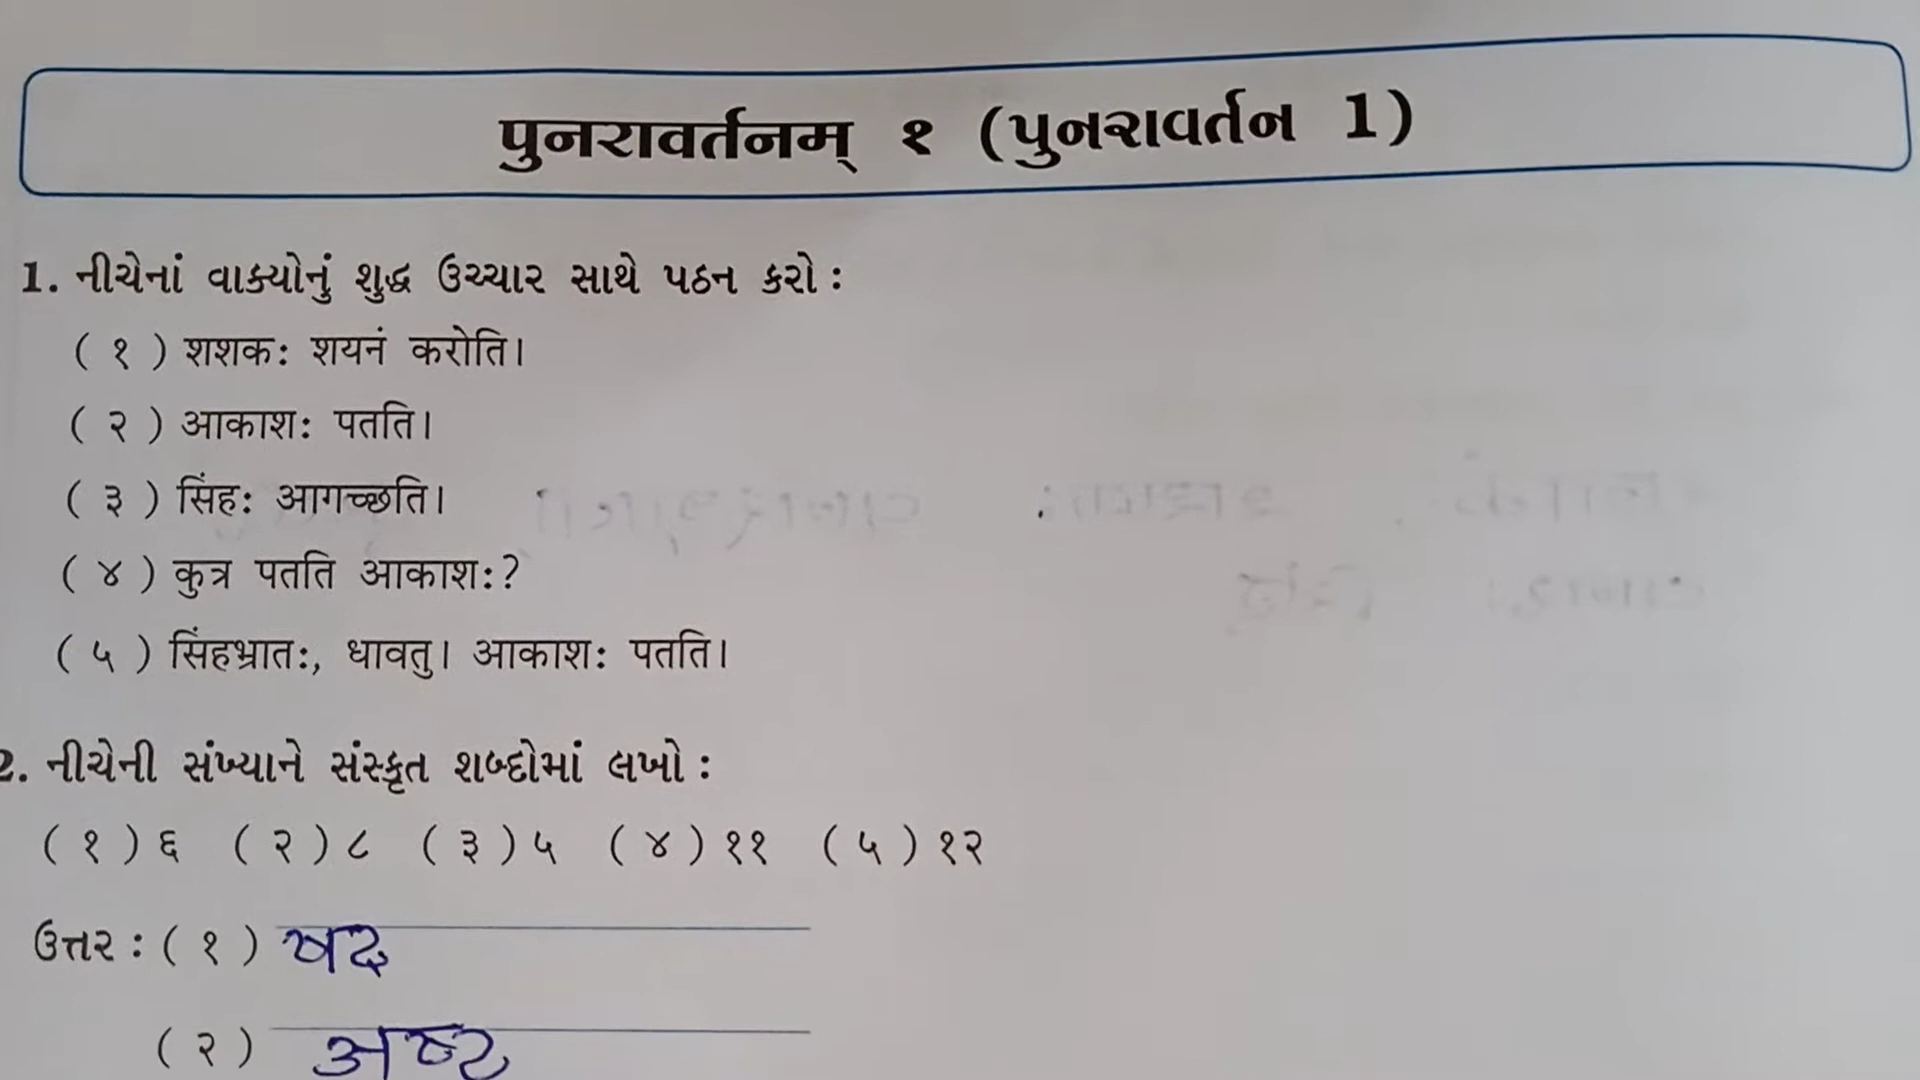 पुनरावर्तनम् १ (પુનરાવર્તન 1)
1. નીચેનાં વાક્યોનું શુદ્ધ ઉચ્ચાર સાથે પઠન કરો :
( १ ) शशकः शयनं करोति।
( २ ) आकाशः पतति।
( ३ ) सिंहः आगच्छति।
( ४ ) कुत्र पतति आकाशः?
( ५ ) सिंहभ्रातः, धावतु। आकाशः पतति।
2. નીચેની સંખ્યાને સંસ્કૃત શબ્દોમાં લખો :
( १ ) ६ ( २ ) ८ ( ३ ) ५ ( ४ ) ११ ( ५ ) १२
ઉત્તર : ( १ ) षद
( २ ) अष्ट